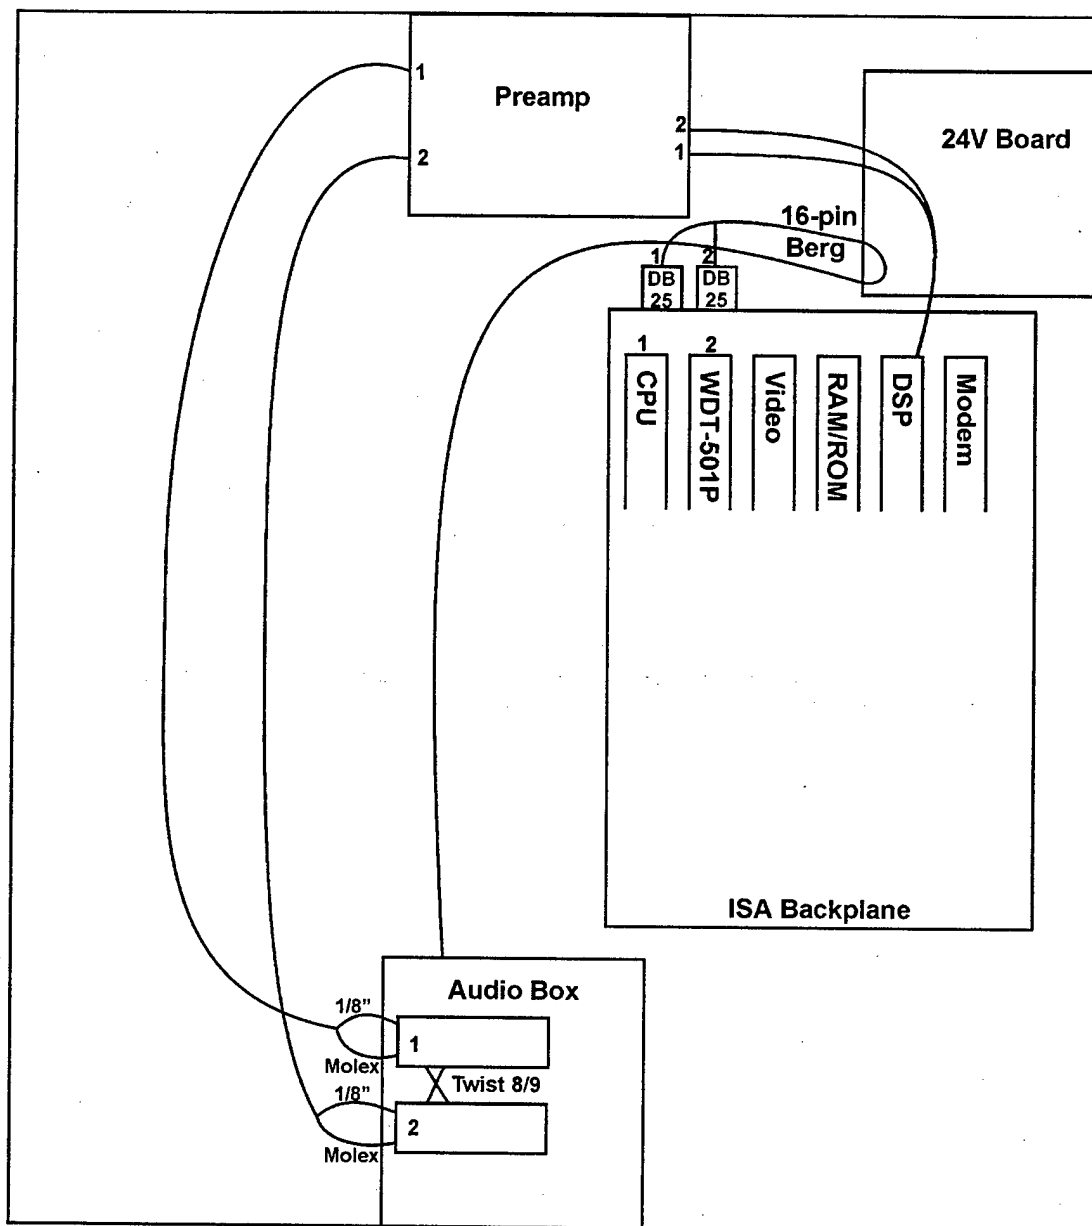 1
Preamp
2
2
1
24V Board
16-pin
Berg
1
2
DB
25
DB
25
1
2
CPU
WDT-501P
Video
RAM/ROM
DSP
Modem
ISA Backplane
Audio Box
1/8"
1
Molex
Twist 8/9
1/8"
2
Molex